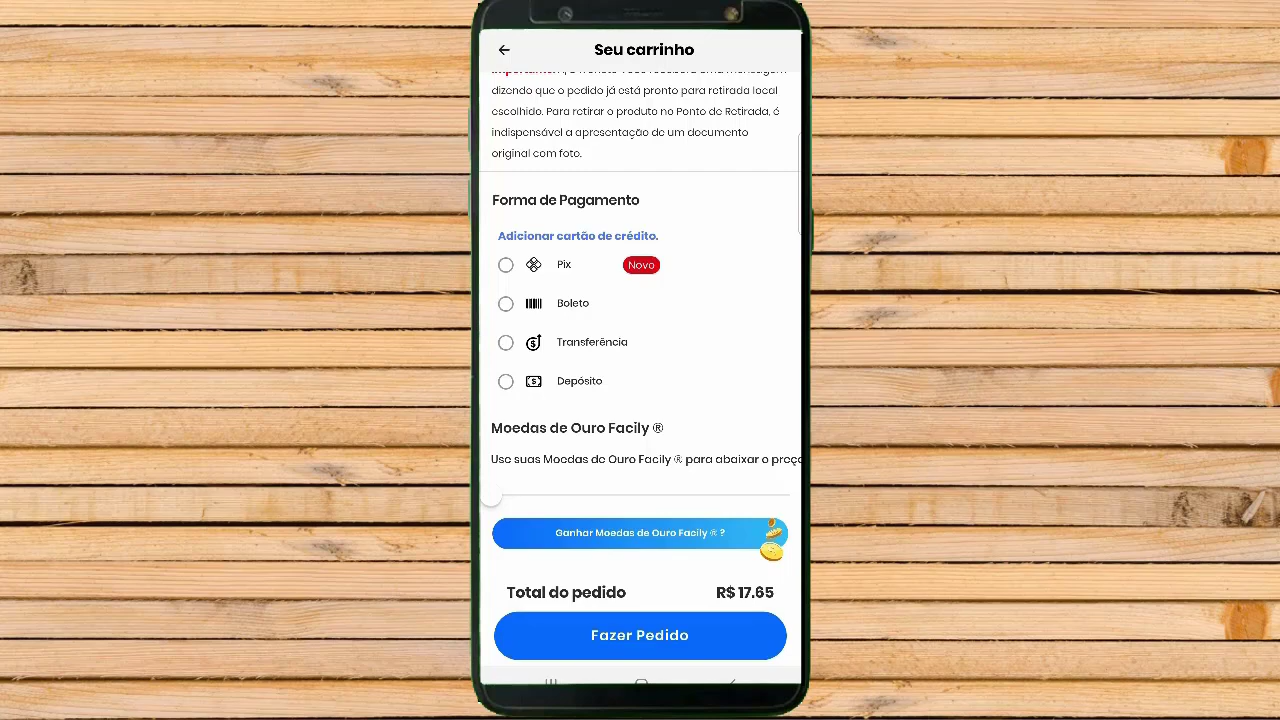 Seu carrinho
dizendo que o pedido já está pronto para retirada local
escolhido. Para retirar o produto no Ponto de Retirada, é
indispensável a apresentação de um documento
original com foto.
Forma de Pagamento
Adicionar cartão de crédito.
Pix Novo
Boleto
Transferência
Depósito
Moedas de Ouro Facily ®
Use suas Moedas de Ouro Facily ® para abaixar o preço
Ganhar Moedas de Ouro Facily ® ?
Total do pedido R$ 17.65
Fazer Pedido